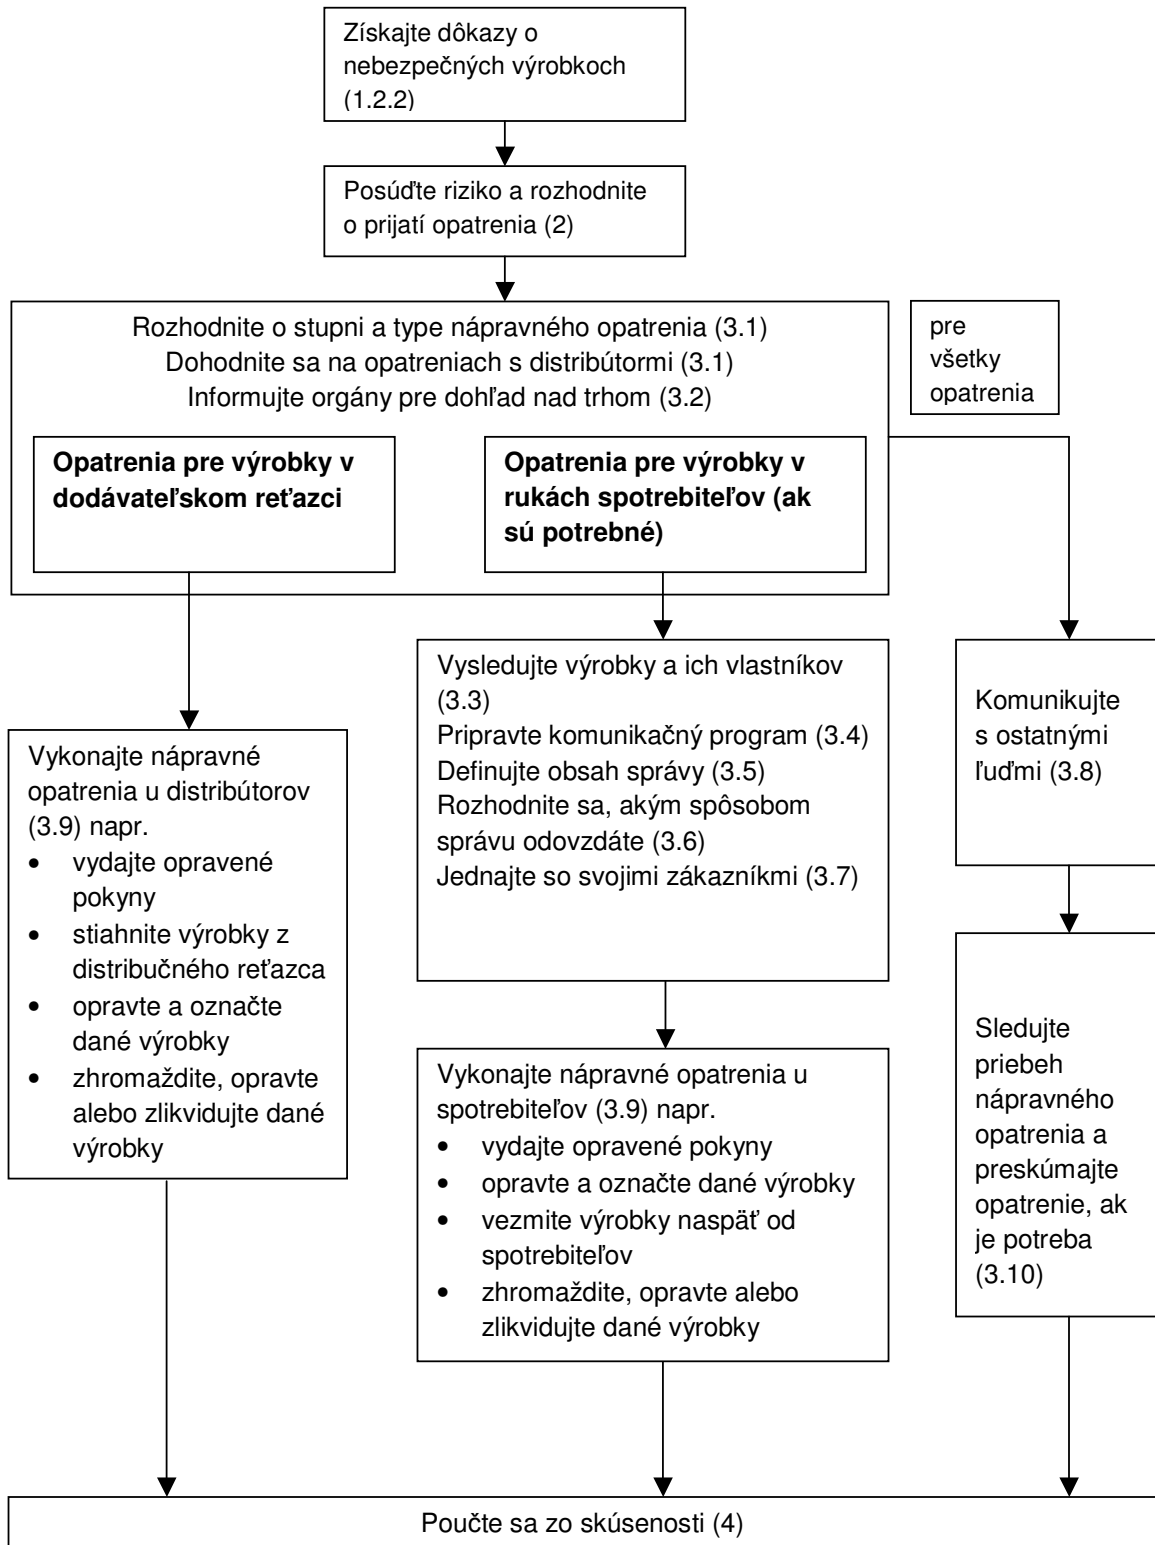 Získajte dôkazy o
nebezpečných výrobkoch
(1.2.2)
Posúďte riziko a rozhodnite
o prijatí opatrenia (2)
Rozhodnite o stupni a type nápravného opatrenia (3.1)
Dohodnite sa na opatreniach s distribútormi (3.1)
Informujte orgány pre dohľad nad trhom (3.2)
pre
všetky
opatrenia
Opatrenia pre výrobky v
dodávateľskom reťazci
Opatrenia pre výrobky v
rukách spotrebiteľov (ak
sú potrebné)
Vykonajte nápravné
opatrenia u distribútorov
(3.9) napr.
• vydajte opravené
pokyny
• stiahnite výrobky z
distribučného reťazca
• opravte a označte
dané výrobky
• zhromaždite, opravte
alebo zlikvidujte dané
výrobky
Vysledujte výrobky a ich vlastníkov
(3.3)
Pripravte komunikačný program (3.4)
Definujte obsah správy (3.5)
Rozhodnite sa, akým spôsobom
správu odovzdáte (3.6)
Jednajte so svojimi zákazníkmi (3.7)
Vykonajte nápravné opatrenia u
spotrebiteľov (3.9) napr.
• vydajte opravené pokyny
• opravte a označte dané výrobky
• vezmite výrobky naspäť od
spotrebiteľov
• zhromaždite, opravte alebo
zlikvidujte dané výrobky
Komunikujte
s ostatnými
ľuďmi (3.8)
Sledujte
priebeh
nápravného
opatrenia a
preskúmajte
opatrenie, ak
je potreba
(3.10)
Poučte sa zo skúsenosti (4)